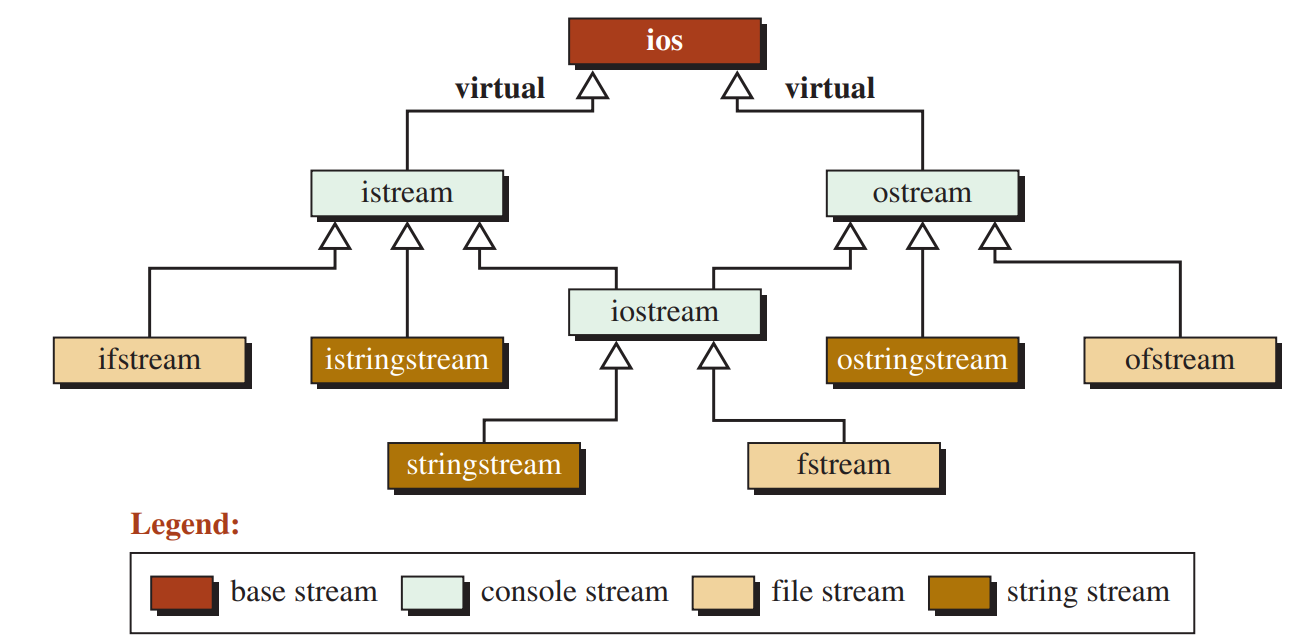 ios
virtual
virtual
istream
ostream
iostream
ifstream
istringstream
ostringstream
ofstream
stringstream
fstream
Legend:
base stream
console stream
file stream
string stream